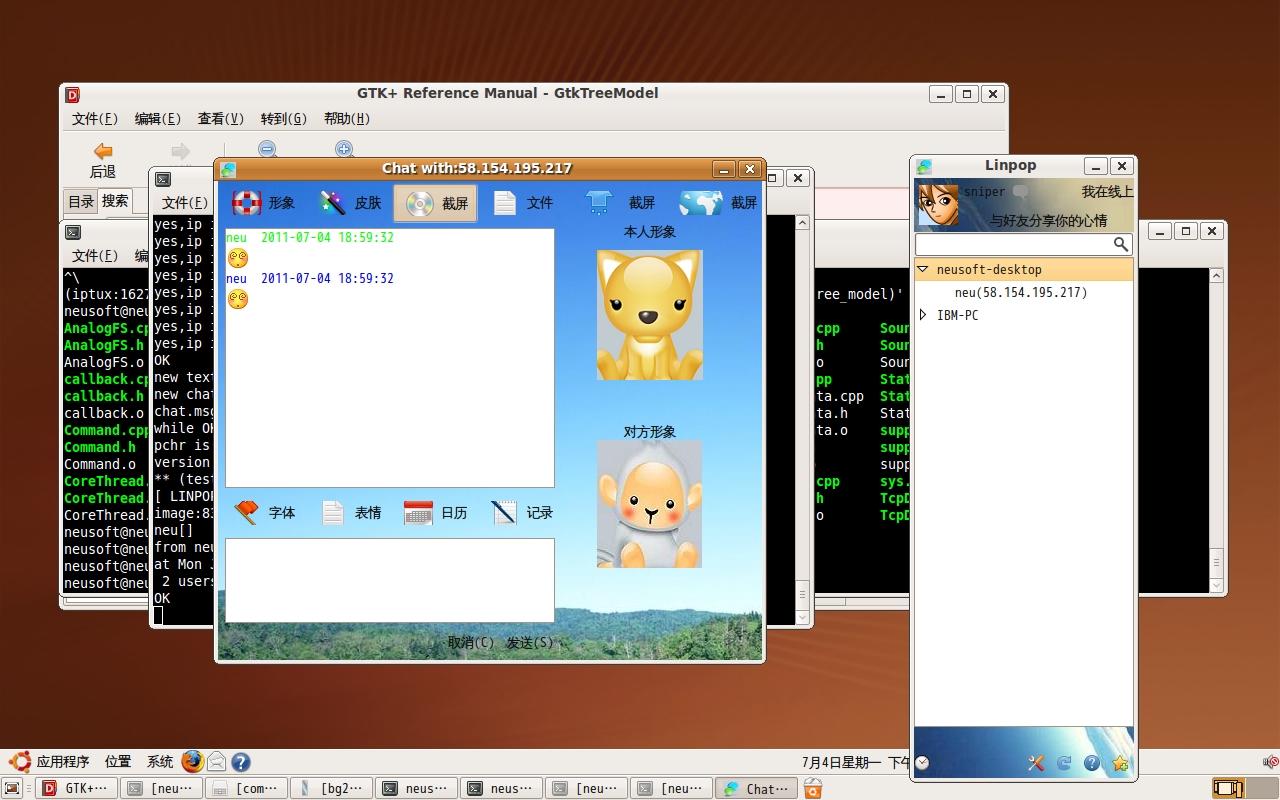 GTK+ Reference Manual - GtkTreeModel
文件(F) 编辑(E) 查看(V) 转到(G) 帮助(H)
后退
目录 搜索
文件(F)
yes,ip
yes,ip
yes,ip
yes,ip
yes,ip
yes,ip
yes,ip
yes,ip
OK
new text
new chat
chat.msg
while OK
pchr is
version
** (test
[ LINPOP
image:83
neu[]
from neu
at Mon J
2 users
OK
文件(F) 编
^\
(iptux:1627
neusoft@neu
AnalogFS.cp
AnalogFS.h
AnalogFS.o
callback.cp
callback.h
callback.o
Command.cpp
Command.h
Command.o
CoreThread.
CoreThread.
CoreThread.
neusoft@neu
neusoft@neu
neusoft@neu
neusoft@neu
ree_model)'
cpp Soun
h Soun
o Soun
pp Stat
ta.cpp Stat
ta.h Stat
ta.o supp
supp
supp
cpp sys.
h TcpD
o TcpD
Chat with:58.154.195.217
形象 皮肤 截屏 文件 截屏 截屏
neu 2011-07-04 18:59:32
neu 2011-07-04 18:59:32
本人形象
对方形象
字体 表情 日历 记录
取消(C) 发送(S)
Linpop
sniper 我在线上
与好友分享你的心情
neusoft-desktop
neu(58.154.195.217)
IBM-PC
应用程序 位置 系统 7月4日星期一 下午
GTK+… [neu… [com… [bg2… neus… neus… [neu… [neu… Chat…